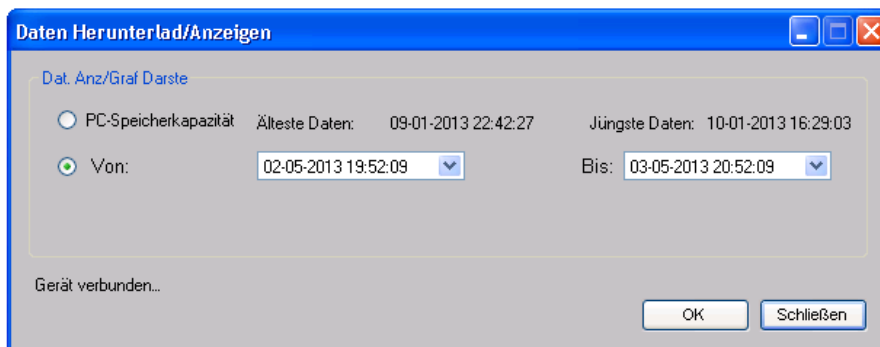 Daten Herunterlad/Anzeigen
Dat. Anz/Graf Darste
PC-Speicherkapazität Älteste Daten: 09-01-2013 22:42:27 Jüngste Daten: 10-01-2013 16:29:03
Von: 02-05-2013 19:52:09 Bis: 03-05-2013 20:52:09
Gerät verbunden...
OK Schließen